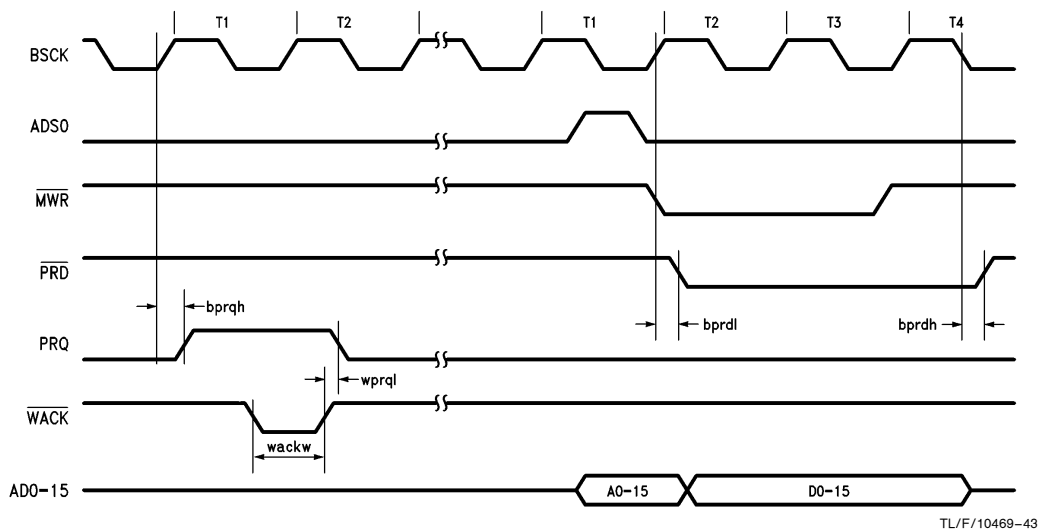 T1 T2 T1 T2 T3 T4
BSCK
ADS0
MWR
PRD
bprqh bprdl bprdh
PRQ
wprql
WACK
wackw
AD0-15 A0-15 D0-15
TL/F/10469-43